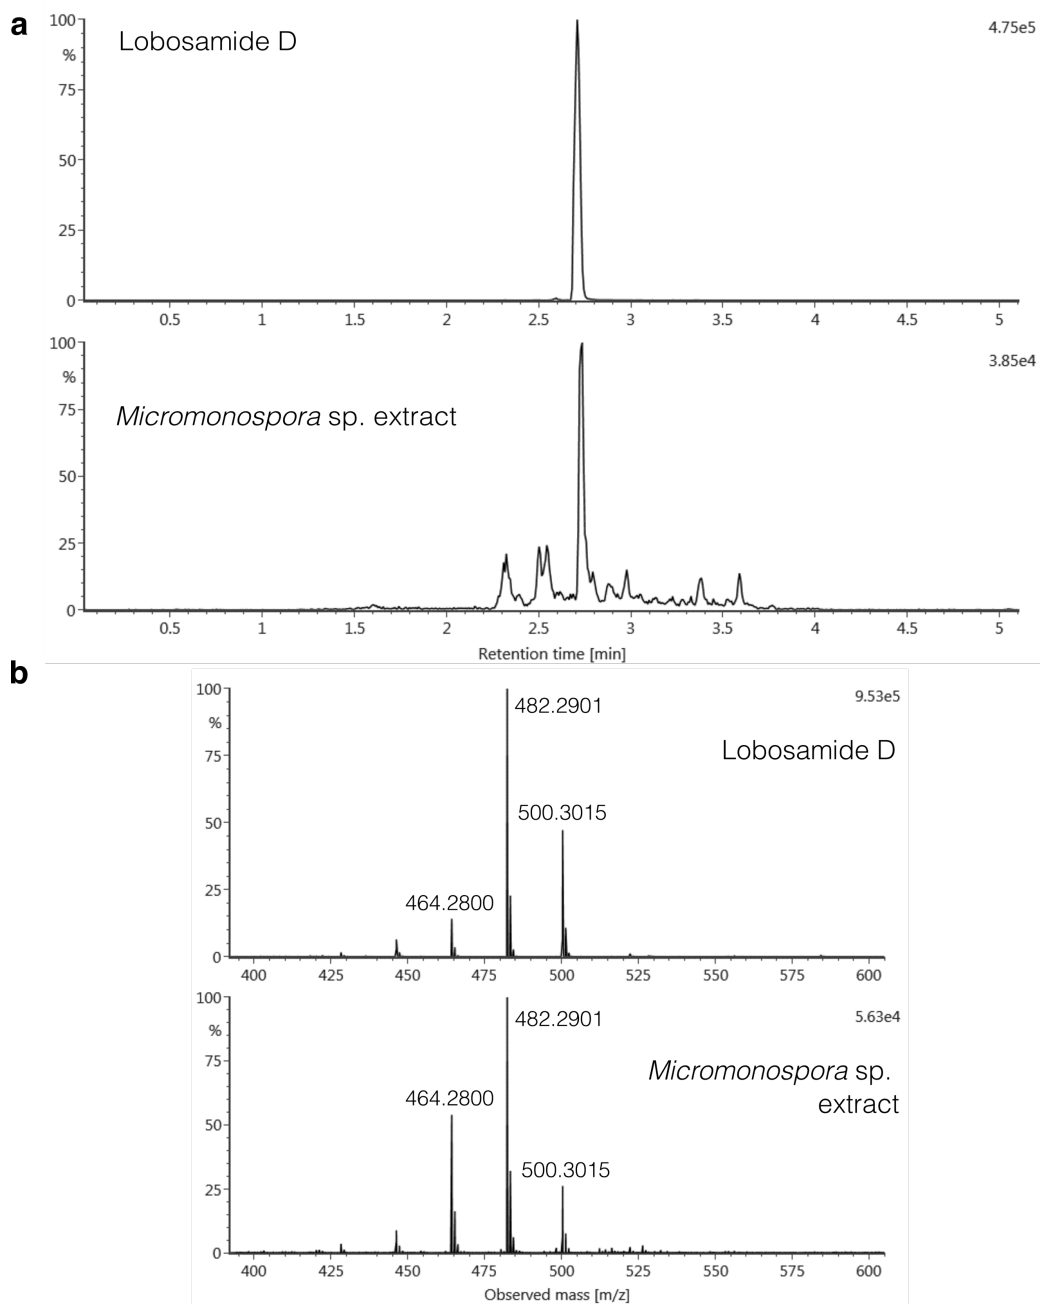 a
100
%
75
50
25
0
Lobosamide D
4.75e5
0.5 1 1.5 2 2.5 3 3.5 4 4.5 5
100
%
75
50
25
0
Micromonospora sp. extract
3.85e4
0.5 1 1.5 2 2.5 3 3.5 4 4.5 5
Retention time [min]
b
100
%
75
50
25
0
482.2901
9.53e5
Lobosamide D
500.3015
464.2800
400 425 450 475 500 525 550 575 600
100
%
75
50
25
0
482.2901
5.63e4
Micromonospora sp.
extract
464.2800
500.3015
400 425 450 475 500 525 550 575 600
Observed mass [m/z]